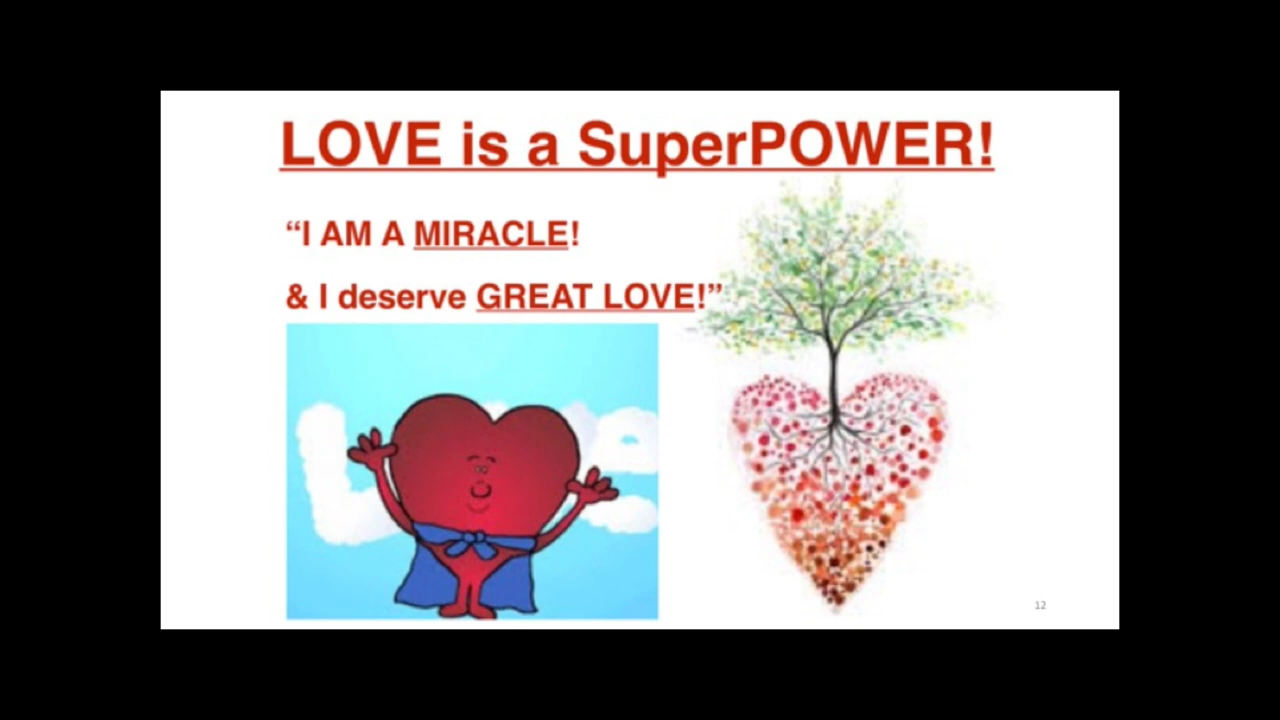 LOVE is a SuperPOWER!
“I AM A MIRACLE!
& I deserve GREAT LOVE!”
12